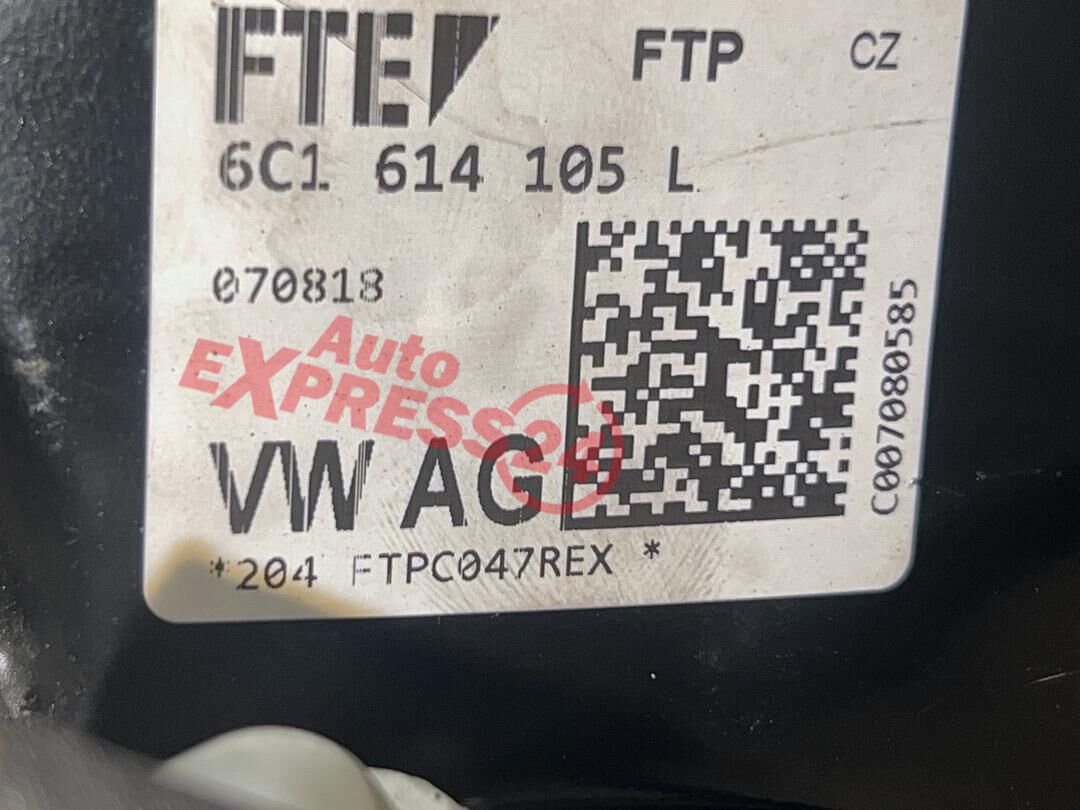 FTE FTP CZ
6C1 614 105 L
070818
Auto
EXPRESS24
VW AG
*204 FTPC047REX *
C007080585